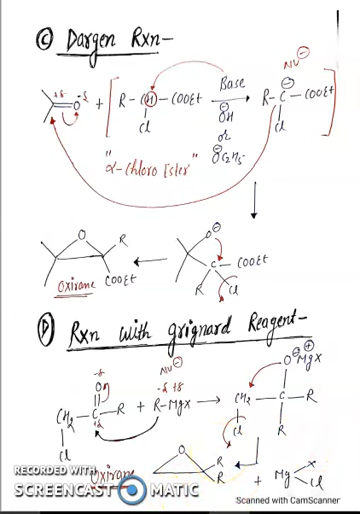 Ⓒ Dargen Rxn-
Nu⊖
+δ -δ
=O + [ R - CH - COOEt Base R - C⊖ - COOEt ]
Cl ⊖OH Cl
"α-chloro Ester" or
⊖OC2H5
O R
COOEt
Oxirane
O⊖
C - COOEt
R Cl
Ⓓ Rxn with grignard Reagent-
-δ Nu⊖ O⊖ ⊕MgX
O -δ +δ
CH2 - C - R + R - MgX → CH2 - C - R
Cl +δ Cl R
O
R
R
Oxirane + Mg X
Cl
RECORDED WITH
SCREENCAST MATIC
Scanned with CamScanner